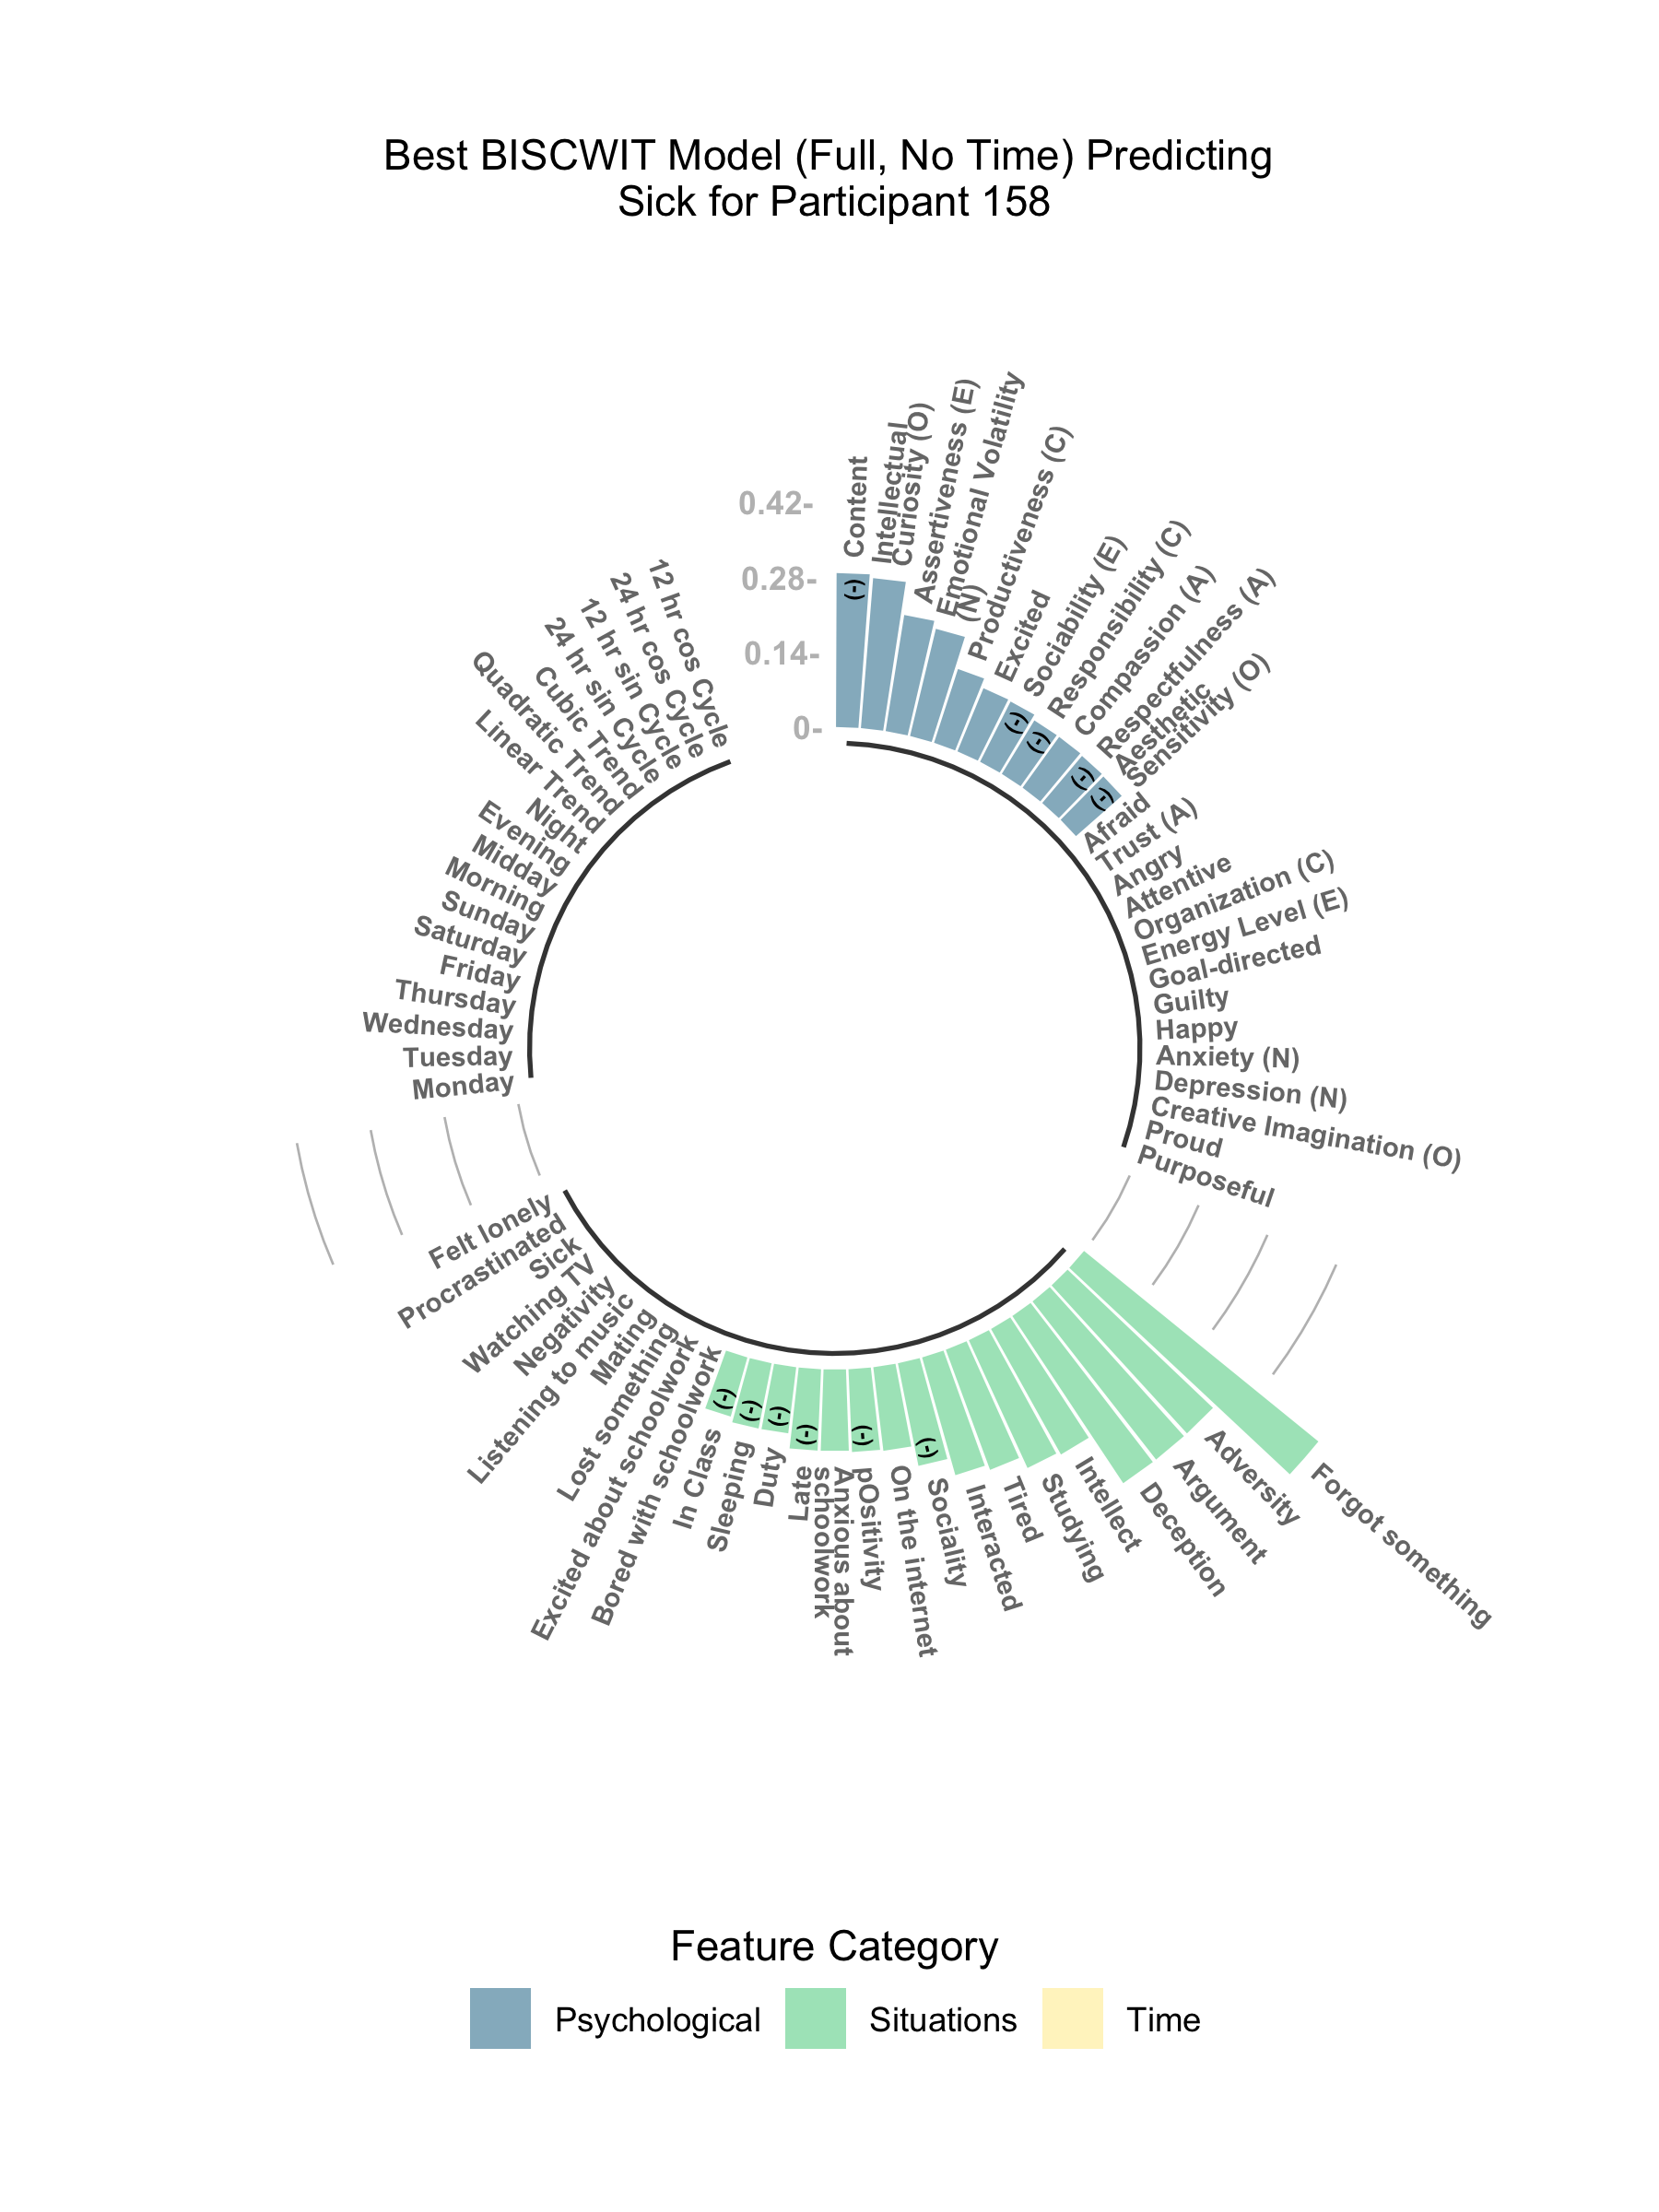 Best BISCWIT Model (Full, No Time) Predicting
Sick for Participant 158
0.42-
0.28-
0.14-
0-
Content
Intellectual
Curiosity (O)
Assertiveness (E)
Emotional Volatility
(N)
Productiveness (C)
Excited
Sociability (E)
Responsibility (C)
Compassion (A)
Respectfulness (A)
Aesthetic
Sensitivity (O)
Afraid
Trust (A)
Angry
Attentive
Organization (C)
Energy Level (E)
Goal-directed
Guilty
Happy
Anxiety (N)
Depression (N)
Creative Imagination (O)
Proud
Purposeful
Forgot something
Adversity
Argument
Deception
Intellect
Studying
Tired
Interacted
Sociality
On the internet
pOsitivity
Anxious about
schoolwork
Late
Duty
Sleeping
In Class
Bored with schoolwork
Excited about schoolwork
Lost something
Mating
Listening to music
Negativity
Watching TV
Sick
Procrastinated
Felt lonely
Monday
Tuesday
Wednesday
Thursday
Friday
Saturday
Sunday
Morning
Midday
Evening
Night
Linear Trend
Quadratic Trend
Cubic Trend
24 hr sin Cycle
12 hr sin Cycle
24 hr cos Cycle
12 hr cos Cycle
(-)
(-)
(-)
(-)
(-)
(-)
(-)
(-)
(-)
(-)
(-)
Feature Category
Psychological
Situations
Time